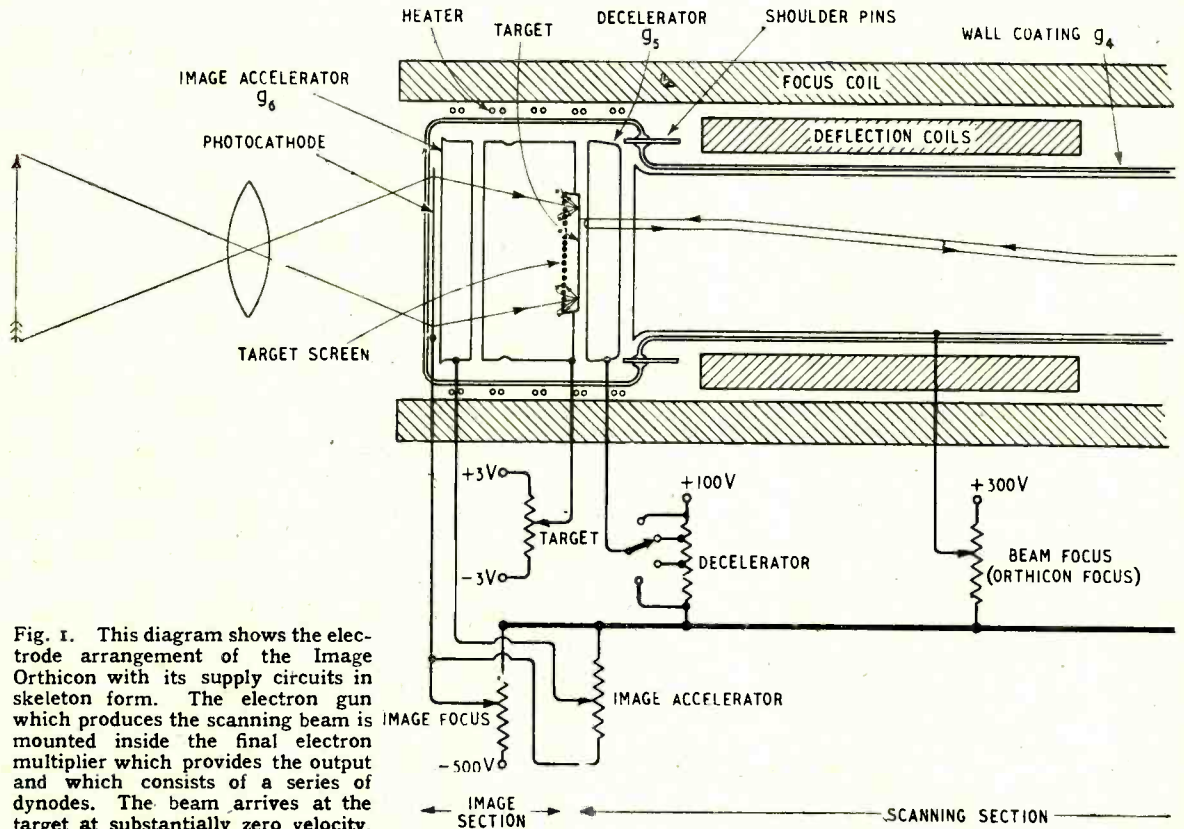 HEATER
TARGET
DECELERATOR
g5
SHOULDER PINS
WALL COATING g4
IMAGE ACCELERATOR
g6
FOCUS COIL
PHOTOCATHODE
DEFLECTION COILS
TARGET SCREEN
+3V
TARGET
-3V
+100V
DECELERATOR
+300V
BEAM FOCUS
(ORTHICON FOCUS)
IMAGE FOCUS
IMAGE ACCELERATOR
-500V
IMAGE
SECTION
SCANNING SECTION
Fig. 1. This diagram shows the elec-
trode arrangement of the Image
Orthicon with its supply circuits in
skeleton form. The electron gun
which produces the scanning beam is
mounted inside the final electron
multiplier which provides the output
and which consists of a series of
dynodes. The beam arrives at the
target at substantially zero velocity.